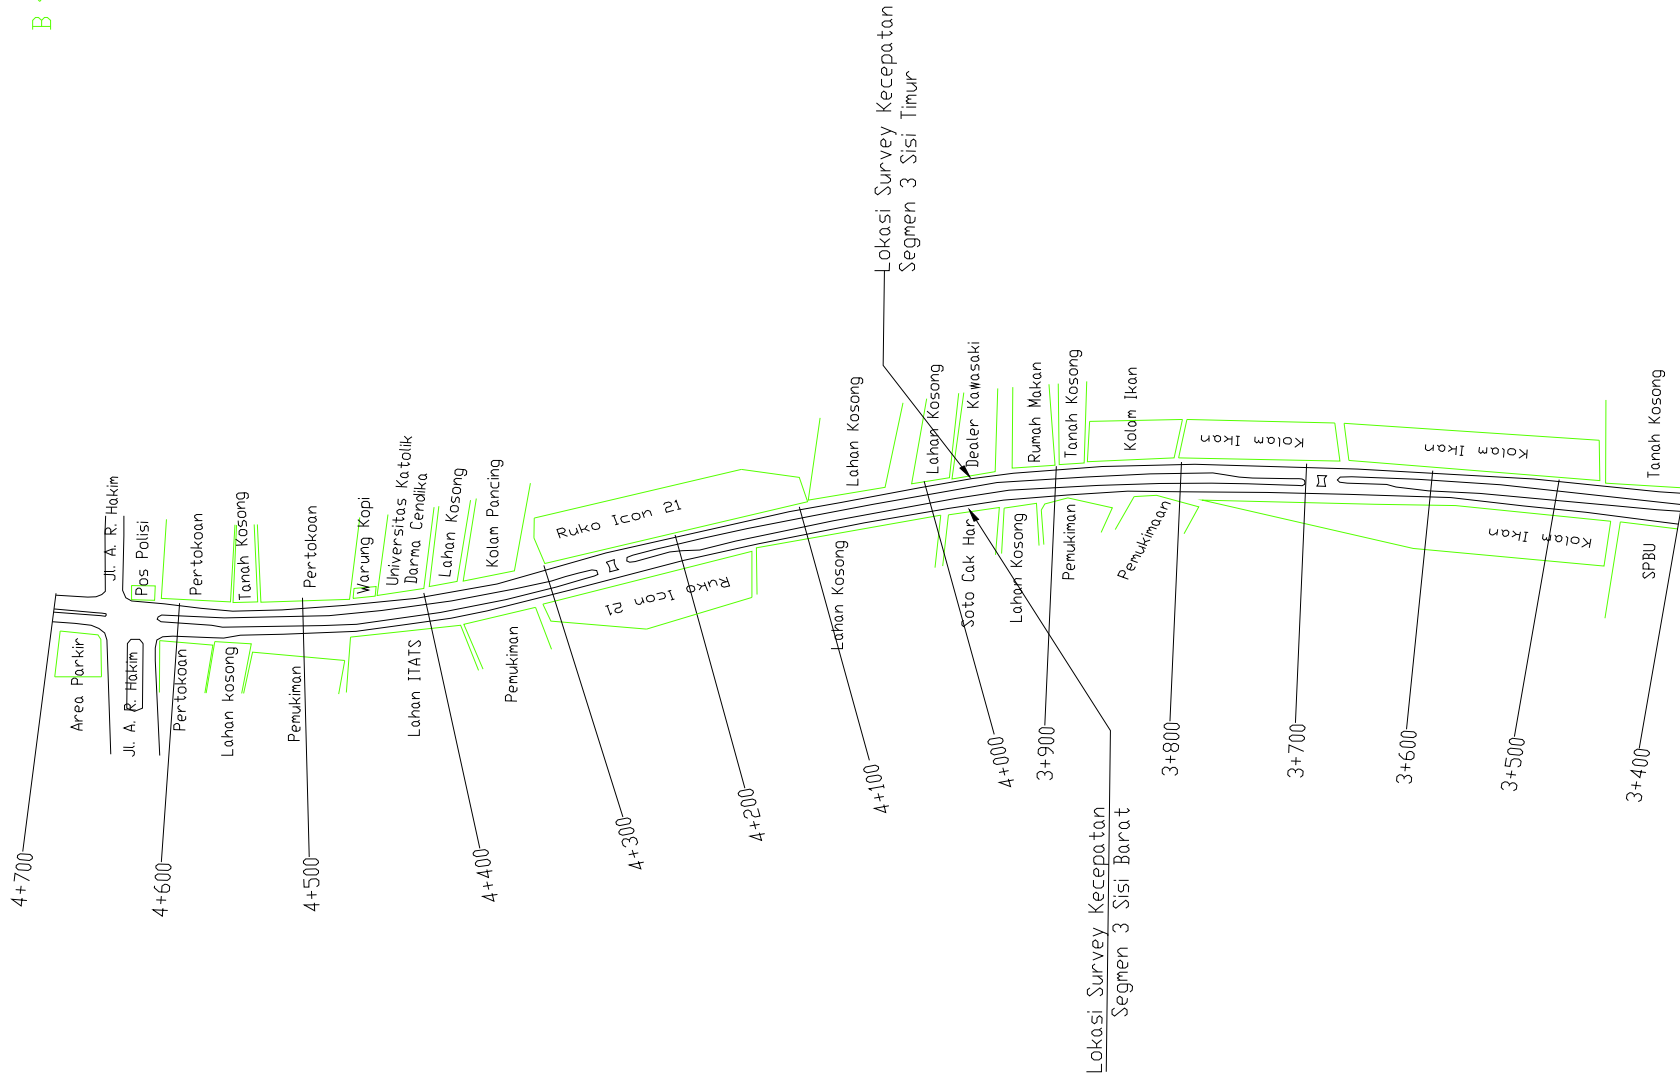 B
Lokasi Survey Kecepatan
Segmen 3 Sisi Timur
Jl. A. R. Hakim
Pos Polisi
Pertokoan
Tanah Kosong
Pertokoan
Warung Kopi
Universitas Katolik
Darma Cendika
Lahan Kosong
Kolam Pancing
Ruko Icon 21
Lahan Kosong
Lahan Kosong
Dealer Kawasaki
Rumah Makan
Tanah Kosong
Kolam Ikan
Kolam Ikan
Kolam Ikan
Tanah Kosong
Area Parkir
Jl. A. R. Hakim
Pertokoan
Lahan kosong
Pemukiman
Lahan ITATS
Pemukiman
Ruko Icon 21
Lahan Kosong
Soto Cak Har
Lahan Kosong
Pemukiman
Pemukimaan
Kolam Ikan
SPBU
4+700
4+600
4+500
4+400
4+300
4+200
4+100
4+000
3+900
3+800
3+700
3+600
3+500
3+400
Lokasi Survey Kecepatan
Segmen 3 Sisi Barat